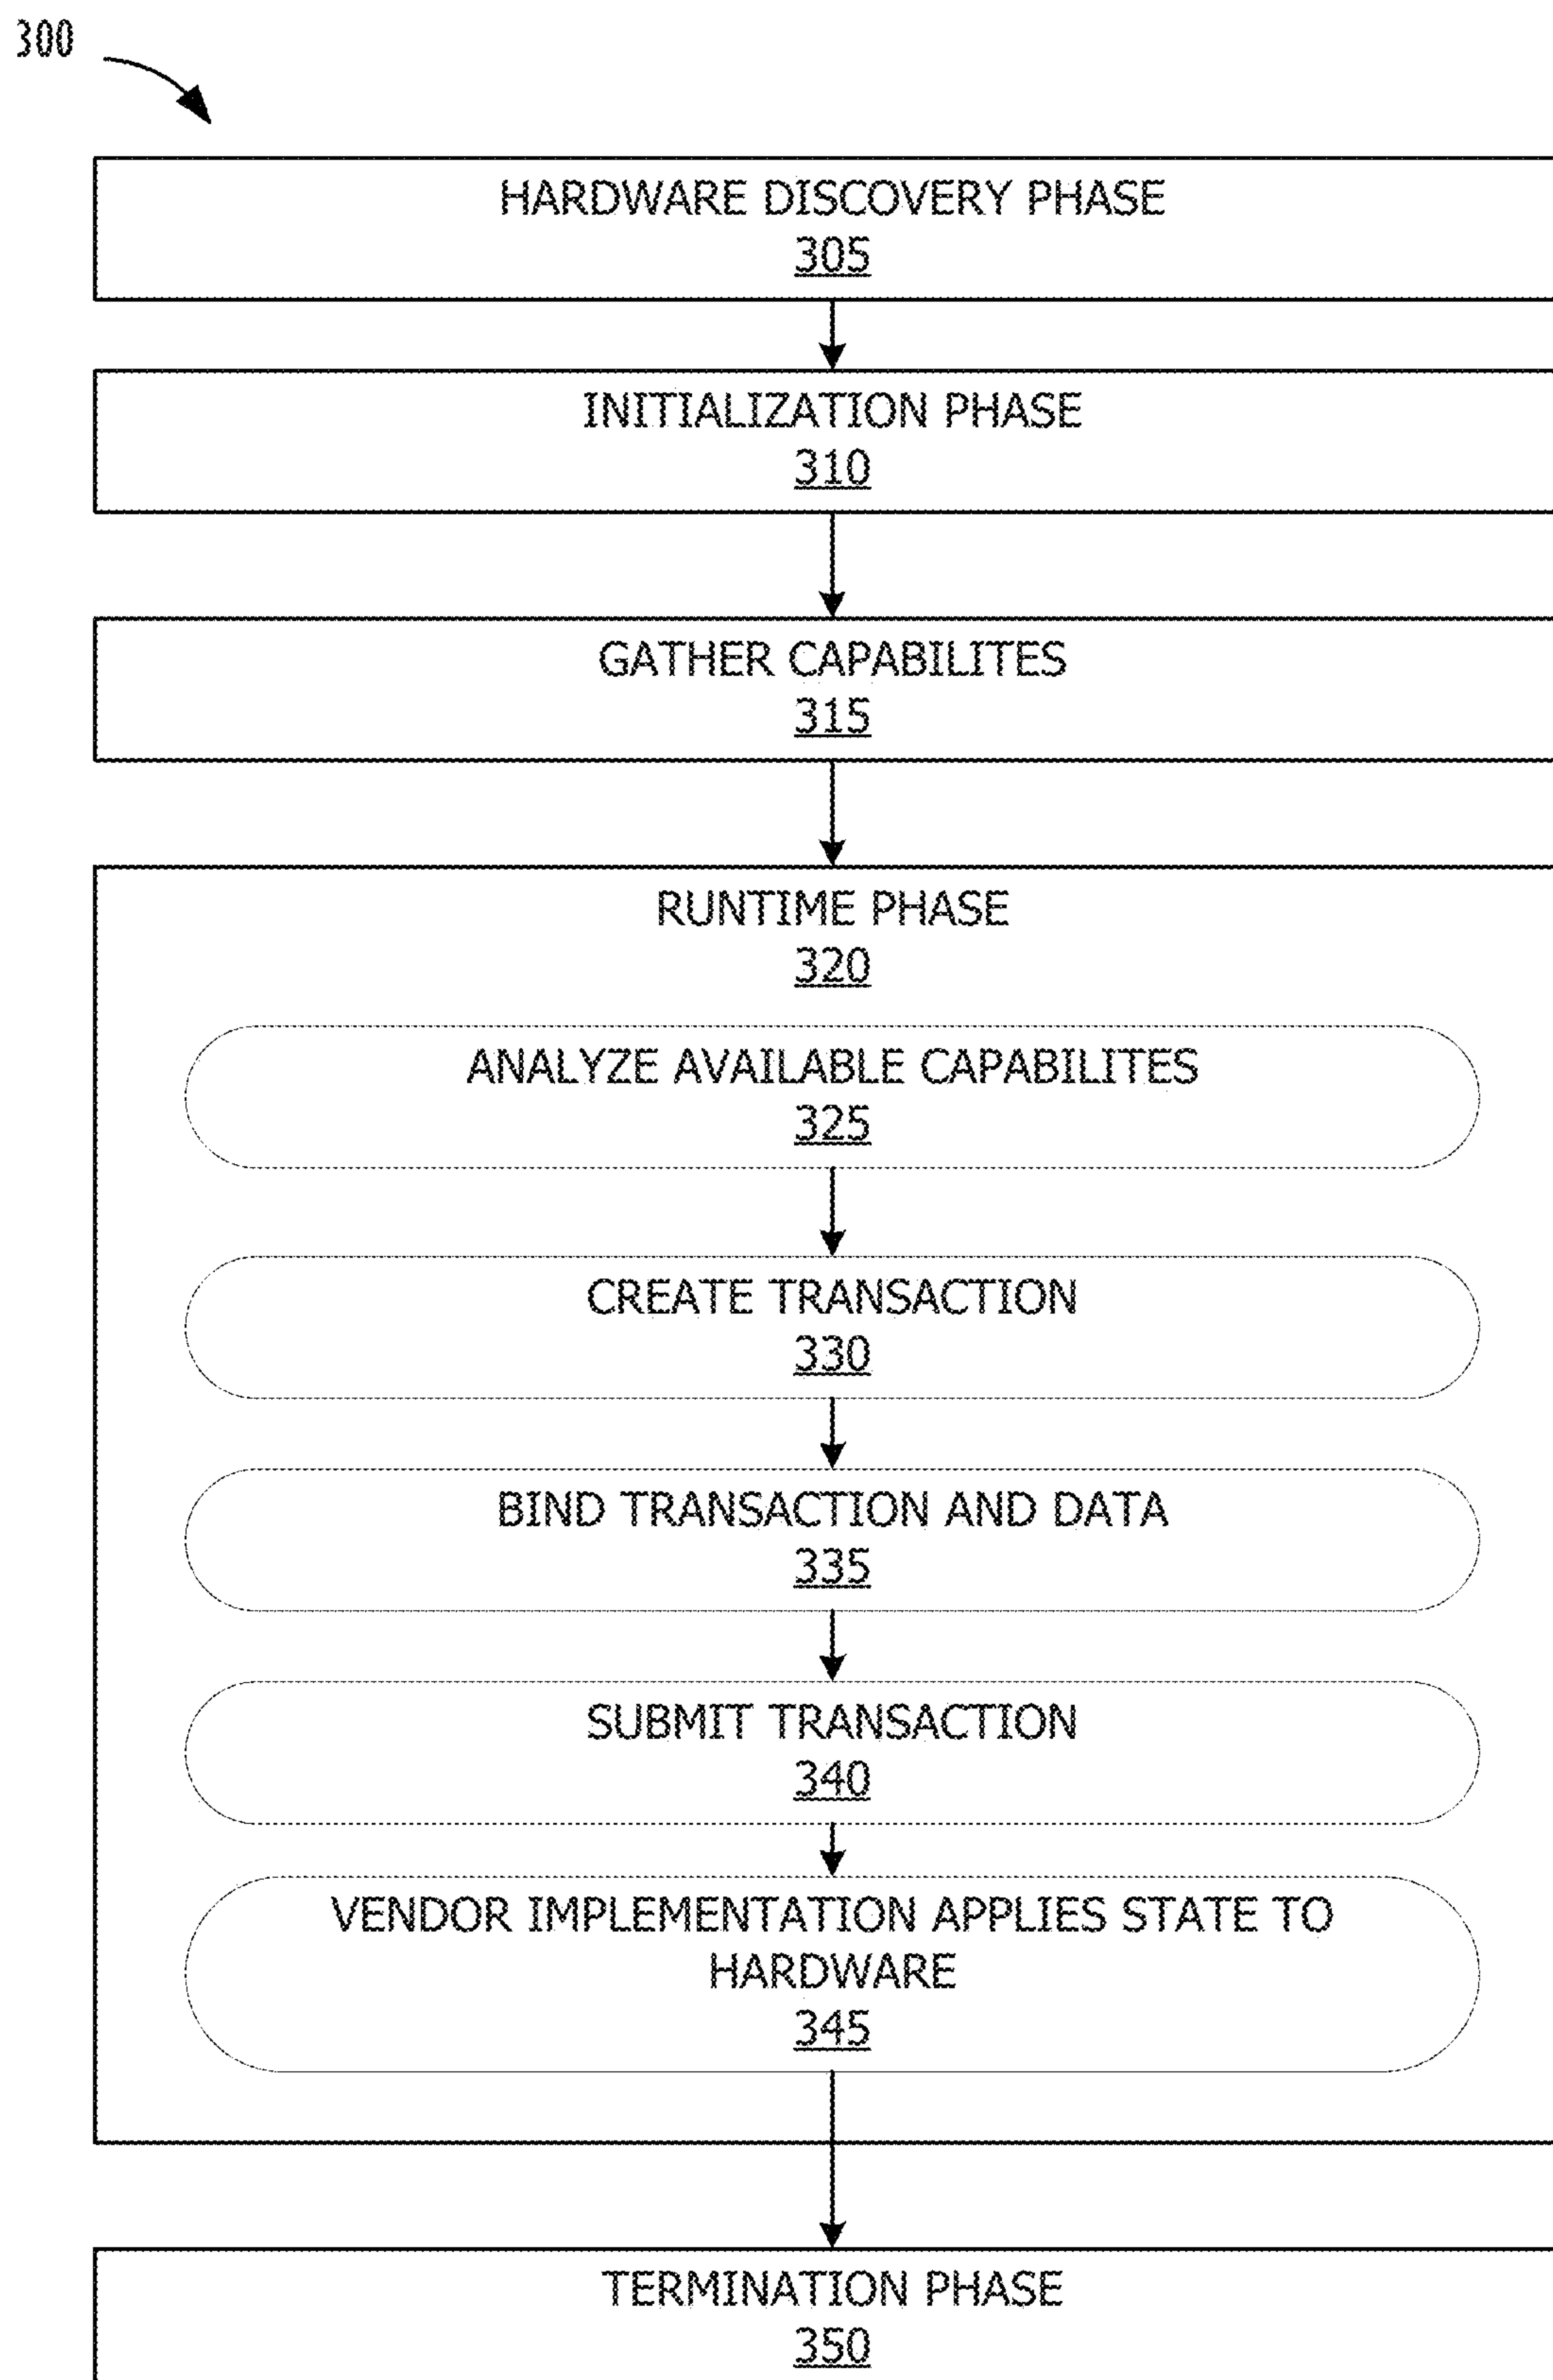 300
HARDWARE DISCOVERY PHASE
305
INITIALIZATION PHASE
310
GATHER CAPABILITES
315
RUNTIME PHASE
320
ANALYZE AVAILABLE CAPABILITES
325
CREATE TRANSACTION
330
BIND TRANSACTION AND DATA
335
SUBMIT TRANSACTION
340
VENDOR IMPLEMENTATION APPLIES STATE TO
HARDWARE
345
TERMINATION PHASE
350